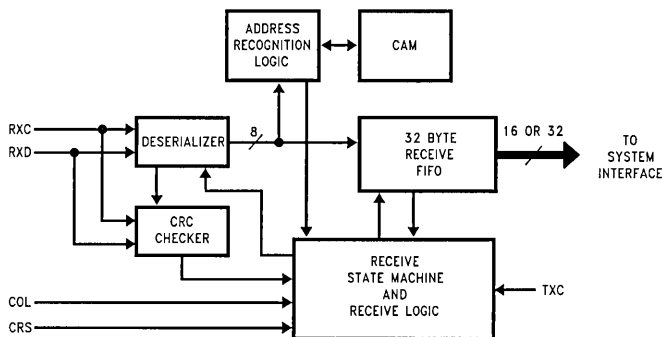 ADDRESS
RECOGNITION
LOGIC
CAM
RXC
RXD
DESERIALIZER
8
32 BYTE
RECEIVE
FIFO
16 OR 32
TO
SYSTEM
INTERFACE
CRC
CHECKER
RECEIVE
STATE MACHINE
AND
RECEIVE LOGIC
TXC
COL
CRS